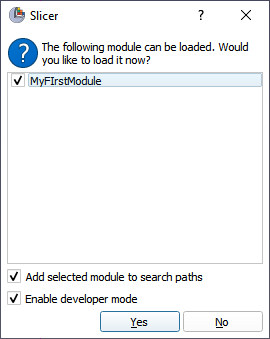 Slicer
The following module can be loaded. Would
you like to load it now?
MyFIrstModule
Add selected module to search paths
Enable developer mode
Yes
No